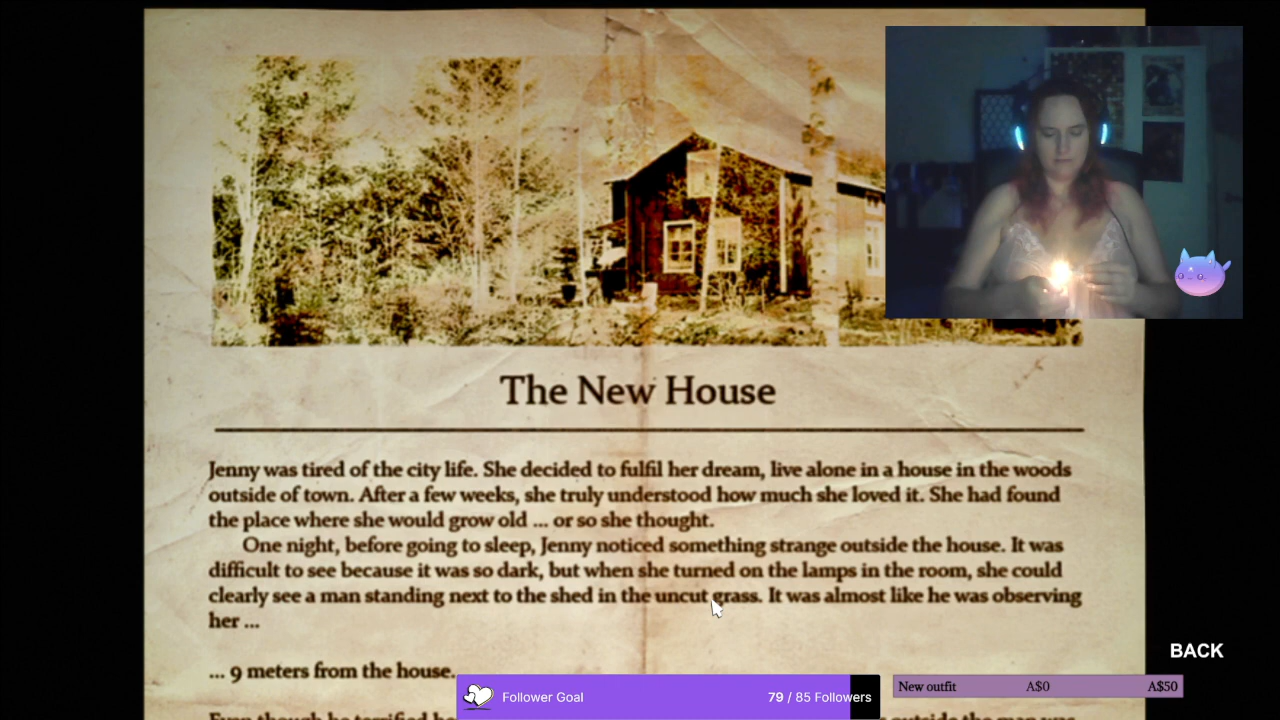 The New House
Jenny was tired of the city life. She decided to fulfil her dream, live alone in a house in the woods
outside of town. After a few weeks, she truly understood how much she loved it. She had found
the place where she would grow old ... or so she thought.
One night, before going to sleep, Jenny noticed something strange outside the house. It was
difficult to see because it was so dark, but when she turned on the lamps in the room, she could
clearly see a man standing next to the shed in the uncut grass. It was almost like he was observing
her ...
BACK
... 9 meters from the house.
Follower Goal 79 / 85 Followers
New outfit A$0 A$50